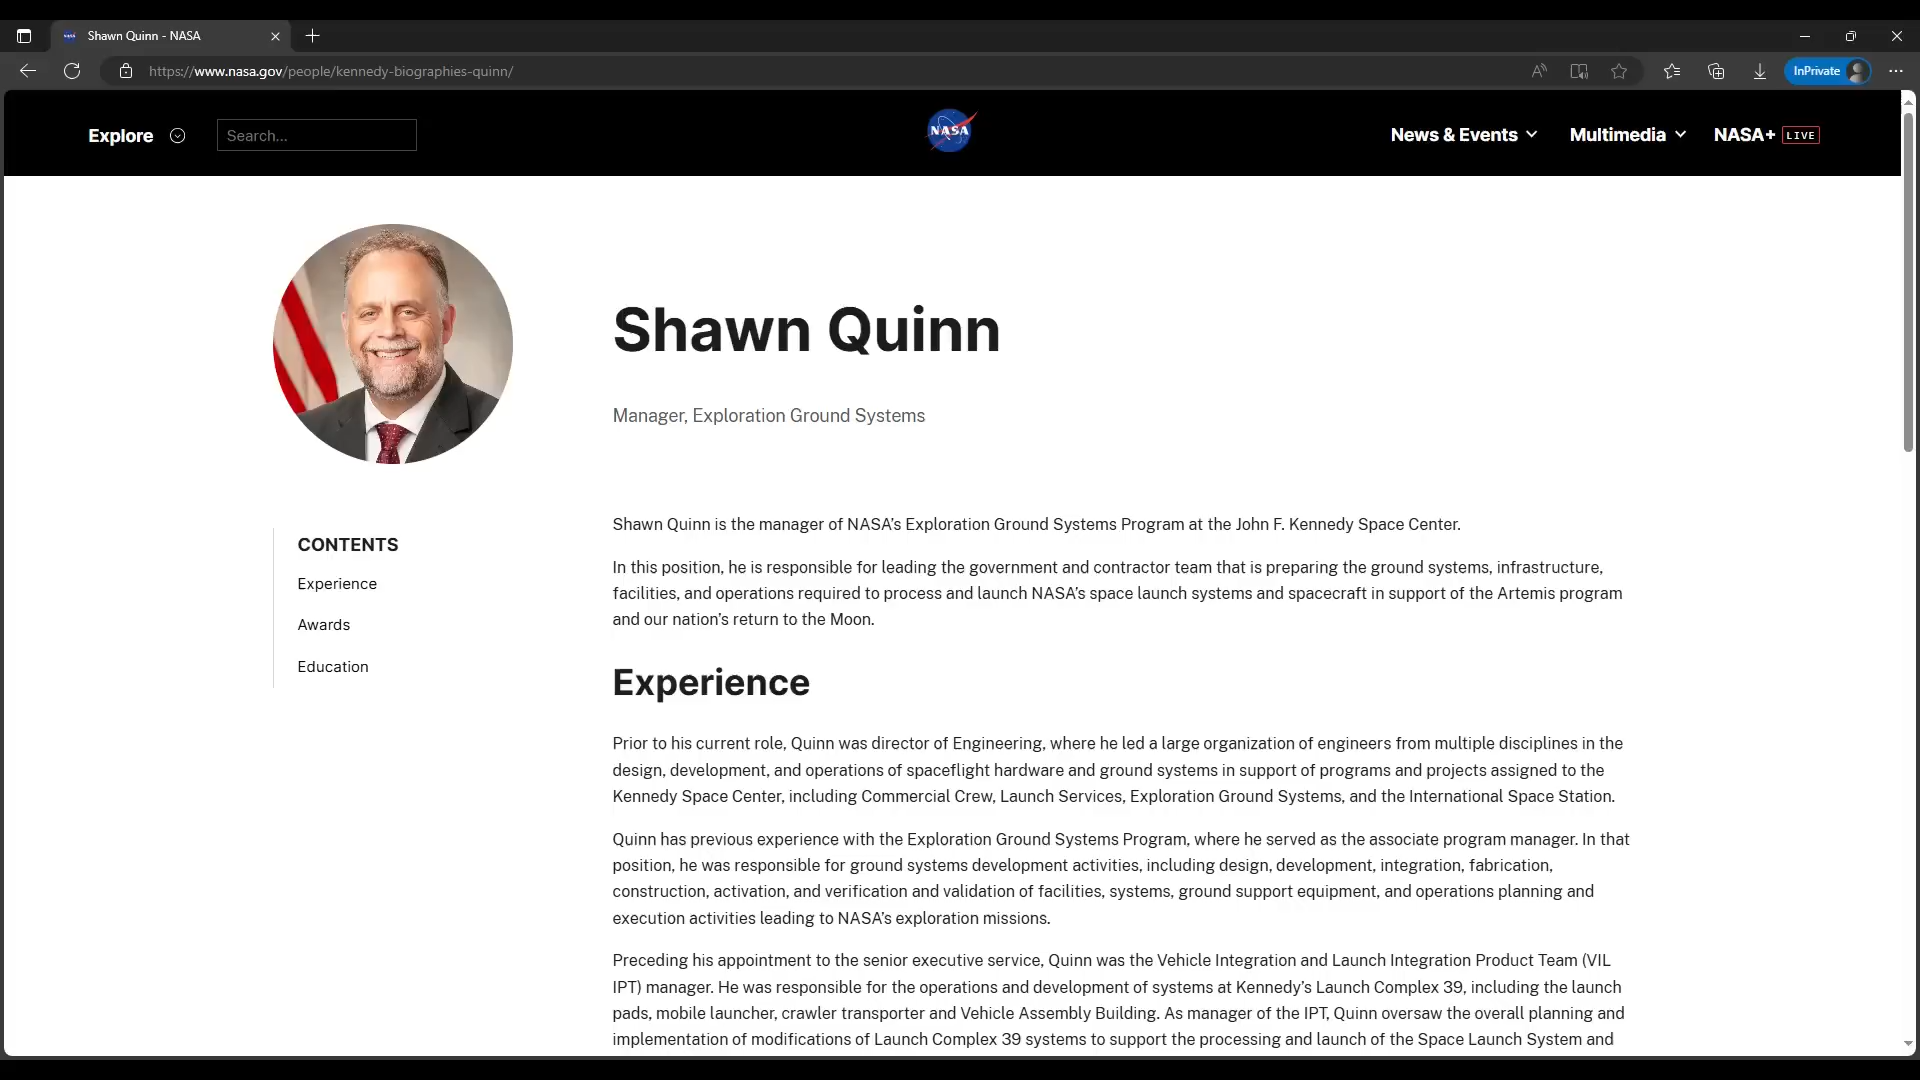 Shawn Quinn - NASA
https://www.nasa.gov/people/kennedy-biographies-quinn/
InPrivate
Explore
Search...
NASA
News & Events
Multimedia
NASA+ LIVE
Shawn Quinn
Manager, Exploration Ground Systems
CONTENTS
Experience
Awards
Education
Shawn Quinn is the manager of NASA’s Exploration Ground Systems Program at the John F. Kennedy Space Center.
In this position, he is responsible for leading the government and contractor team that is preparing the ground systems, infrastructure,
facilities, and operations required to process and launch NASA’s space launch systems and spacecraft in support of the Artemis program
and our nation’s return to the Moon.
Experience
Prior to his current role, Quinn was director of Engineering, where he led a large organization of engineers from multiple disciplines in the
design, development, and operations of spaceflight hardware and ground systems in support of programs and projects assigned to the
Kennedy Space Center, including Commercial Crew, Launch Services, Exploration Ground Systems, and the International Space Station.
Quinn has previous experience with the Exploration Ground Systems Program, where he served as the associate program manager. In that
position, he was responsible for ground systems development activities, including design, development, integration, fabrication,
construction, activation, and verification and validation of facilities, systems, ground support equipment, and operations planning and
execution activities leading to NASA’s exploration missions.
Preceding his appointment to the senior executive service, Quinn was the Vehicle Integration and Launch Integration Product Team (VIL
IPT) manager. He was responsible for the operations and development of systems at Kennedy’s Launch Complex 39, including the launch
pads, mobile launcher, crawler transporter and Vehicle Assembly Building. As manager of the IPT, Quinn oversaw the overall planning and
implementation of modifications of Launch Complex 39 systems to support the processing and launch of the Space Launch System and